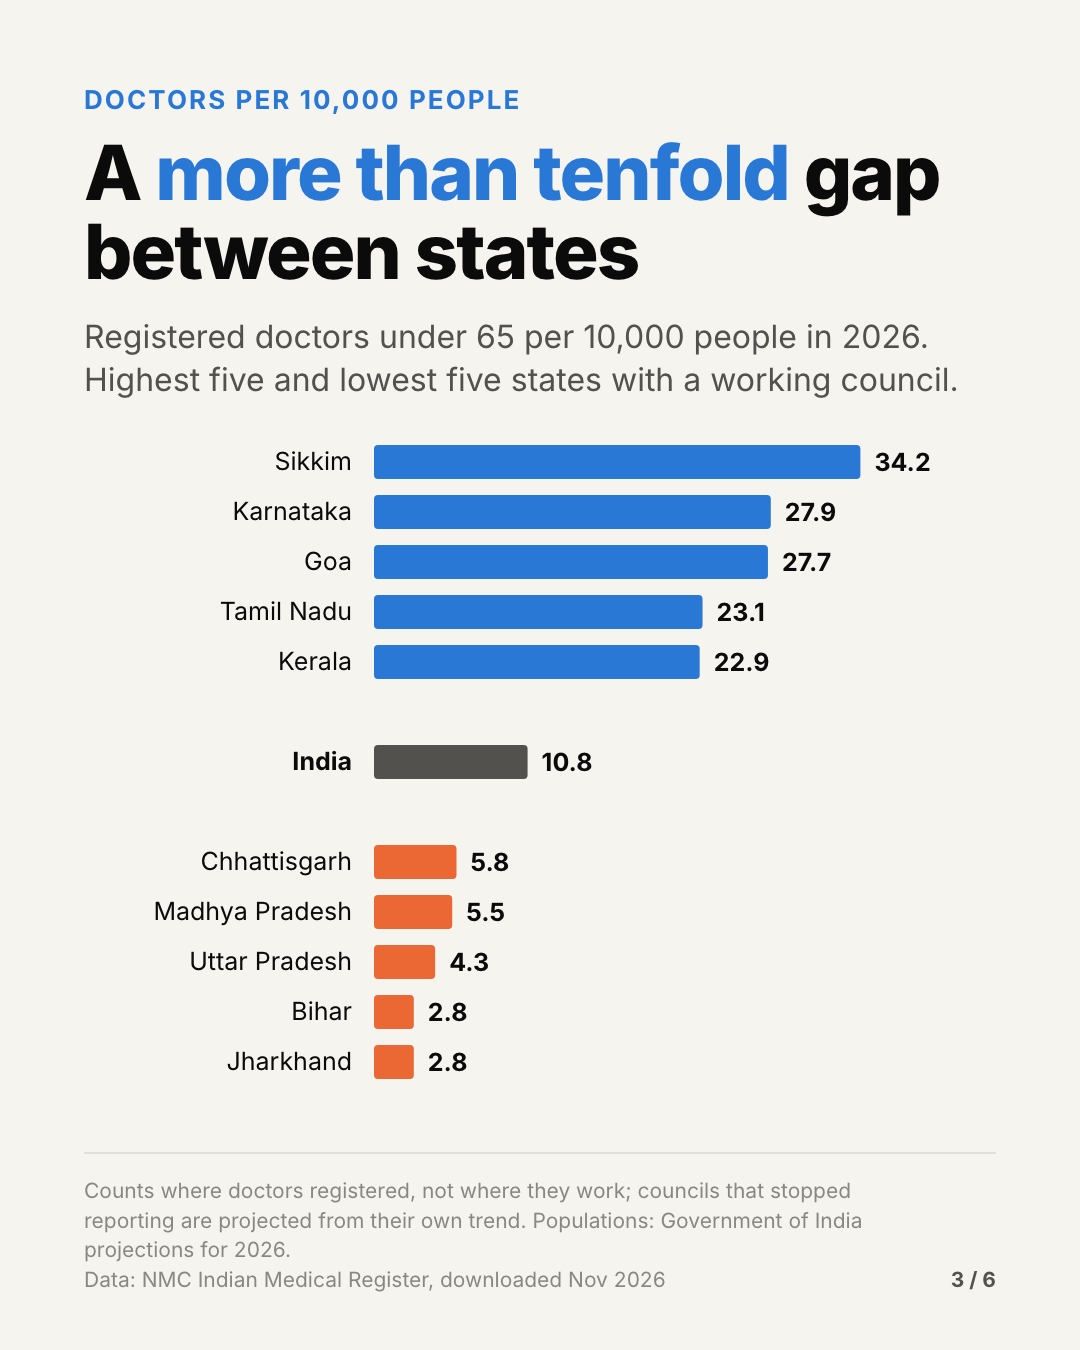 DOCTORS PER 10,000 PEOPLE
A more than tenfold gap
between states
Registered doctors under 65 per 10,000 people in 2026.
Highest five and lowest five states with a working council.
Sikkim 34.2
Karnataka 27.9
Goa 27.7
Tamil Nadu 23.1
Kerala 22.9
India 10.8
Chhattisgarh 5.8
Madhya Pradesh 5.5
Uttar Pradesh 4.3
Bihar 2.8
Jharkhand 2.8
Counts where doctors registered, not where they work; councils that stopped
reporting are projected from their own trend. Populations: Government of India
projections for 2026.
Data: NMC Indian Medical Register, downloaded Nov 2026 3 / 6